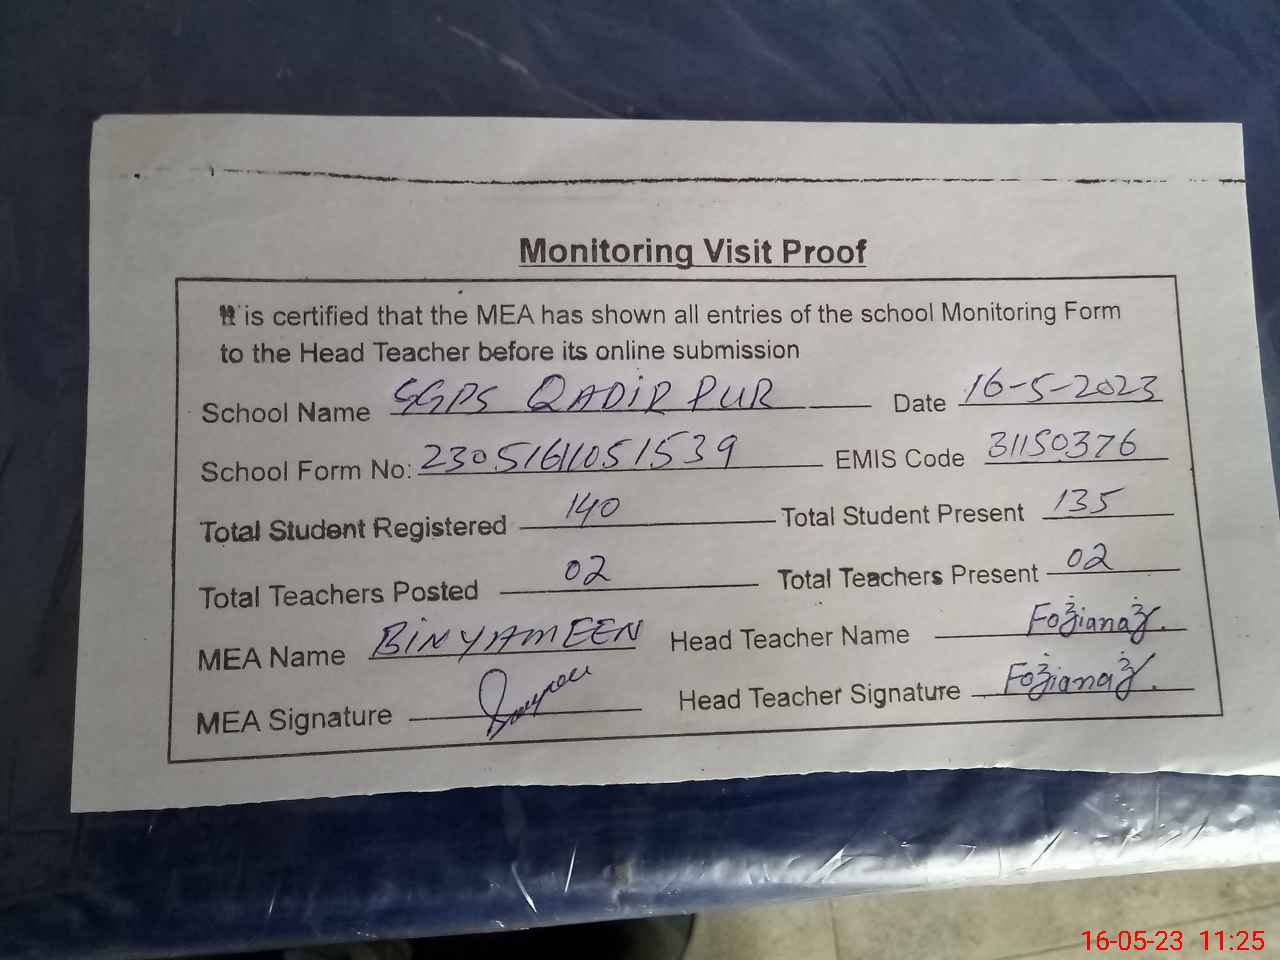 Monitoring Visit Proof
It is certified that the MEA has shown all entries of the school Monitoring Form
to the Head Teacher before its online submission
School Name GGPS QADIR PUR Date 16-5-2023
School Form No: 23051611051539 EMIS Code 31150376
Total Student Registered 140 Total Student Present 135
Total Teachers Posted 02 Total Teachers Present 02
MEA Name BiNYAMEEN Head Teacher Name Fozianaz.
MEA Signature Head Teacher Signature Fozianaz.
16-05-23 11:25